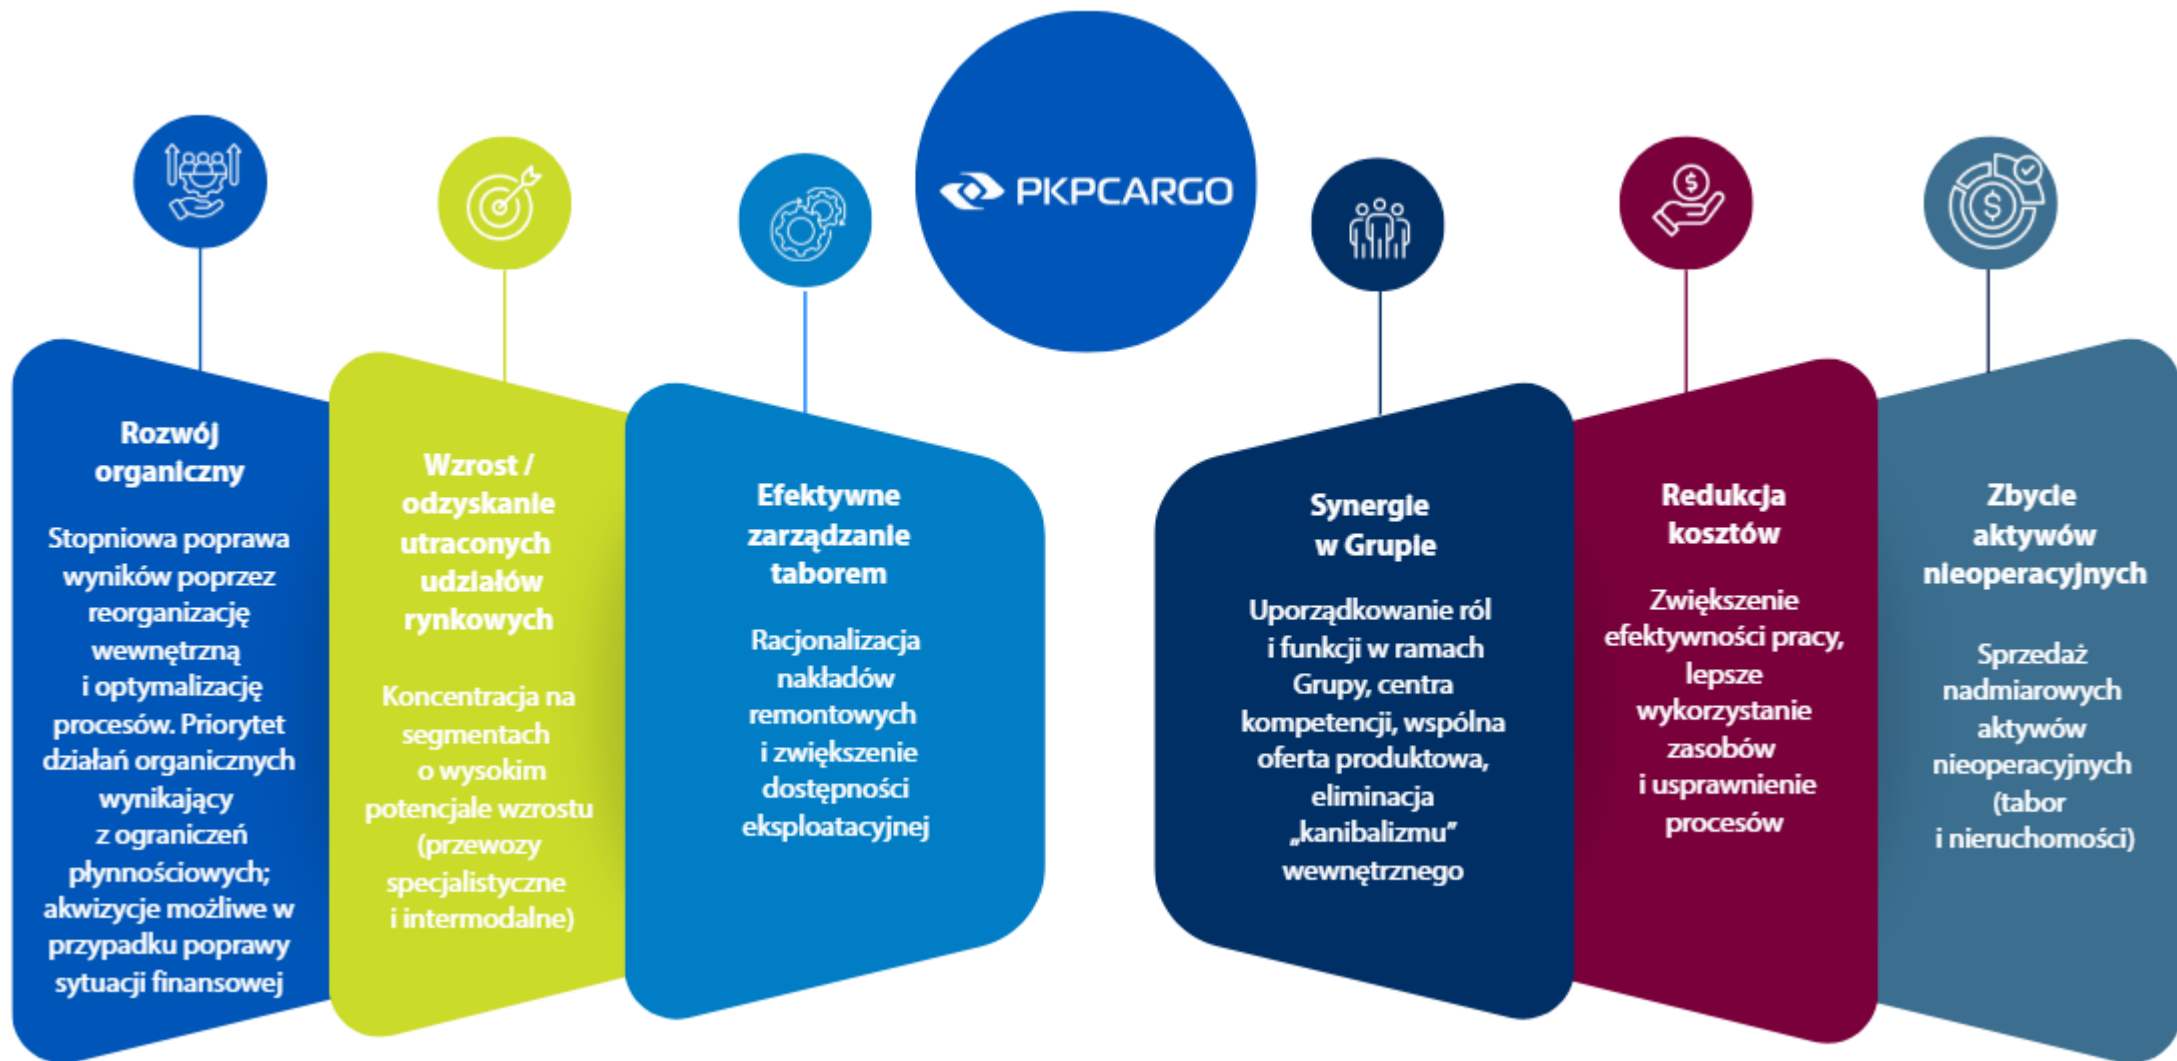 PKPCARGO
Rozwój
organiczny
Stopniowa poprawa
wyników poprzez
reorganizację
wewnętrzną
i optymalizację
procesów. Priorytet
działań organicznych
wynikający
z ograniczeń
płynnościowych;
akwizycje możliwe w
przypadku poprawy
sytuacji finansowej
Wzrost /
odzyskanie
utraconych
udziałów
rynkowych
Koncentracja na
segmentach
o wysokim
potencjale wzrostu
(przewozy
specjalistyczne
i intermodalne)
Efektywne
zarządzanie
taborem
Racjonalizacja
nakładów
remontowych
i zwiększenie
dostępności
eksploatacyjnej
Synergie
w Grupie
Uporządkowanie ról
i funkcji w ramach
Grupy, centra
kompetencji, wspólna
oferta produktowa,
eliminacja
„kanibalizmu”
wewnętrznego
Redukcja
kosztów
Zwiększenie
efektywności pracy,
lepsze
wykorzystanie
zasobów
i usprawnienie
procesów
Zbycie
aktywów
nieoperacyjnych
Sprzedaż
nadmiarowych
aktywów
nieoperacyjnych
(tabor
i nieruchomości)